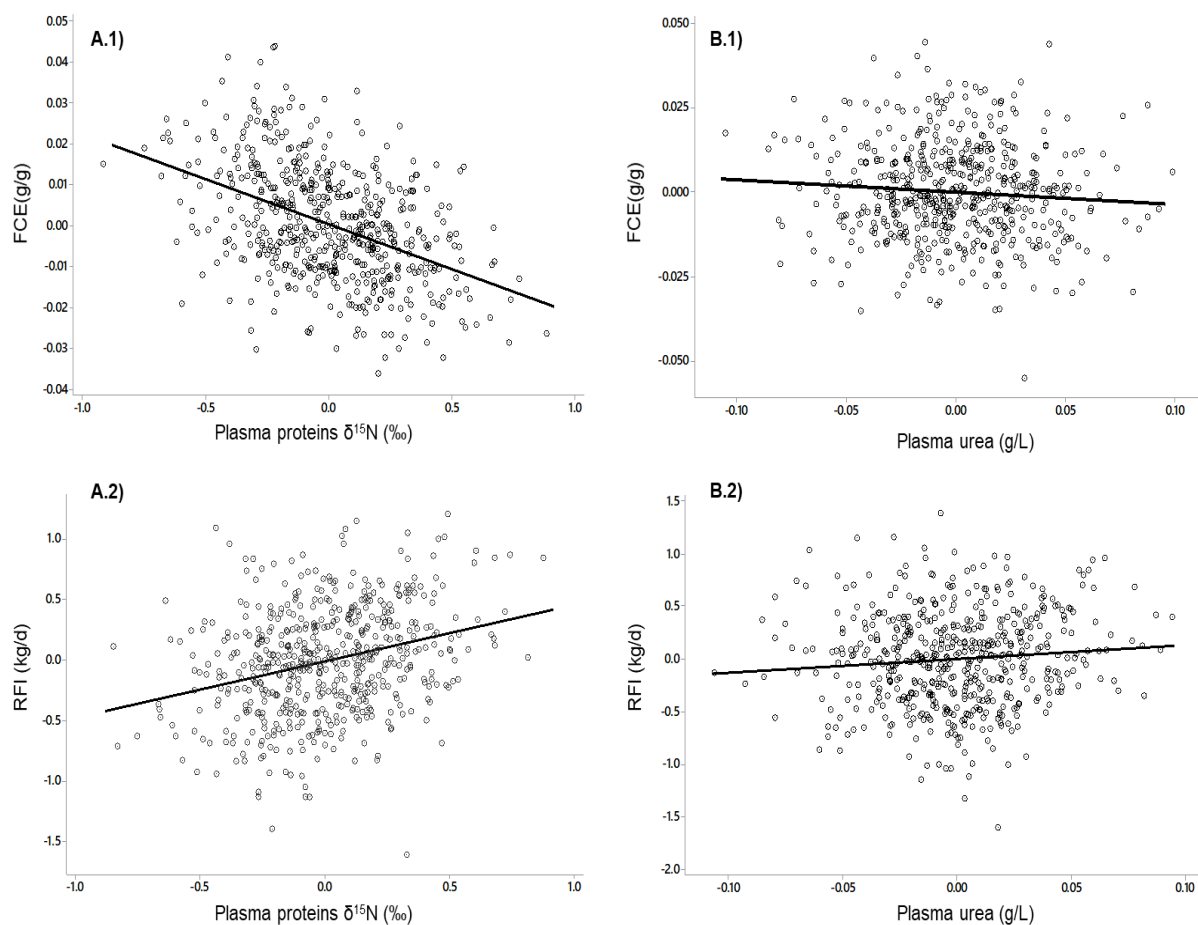 A.1)
FCE(g/g)
0.05
0.04
0.03
0.02
0.01
0.00
-0.01
-0.02
-0.03
-0.04
-1.0 -0.5 0.0 0.5 1.0
Plasma proteins δ¹⁵N (‰)
B.1)
FCE(g/g)
0.050
0.025
0.000
-0.025
-0.050
-0.10 -0.05 0.00 0.05 0.10
Plasma urea (g/L)
A.2)
RFI (kg/d)
1.0
0.5
0.0
-0.5
-1.0
-1.5
-1.0 -0.5 0.0 0.5 1.0
Plasma proteins δ¹⁵N (‰)
B.2)
RFI (kg/d)
1.5
1.0
0.5
0.0
-0.5
-1.0
-1.5
-2.0
-0.10 -0.05 0.00 0.05 0.10
Plasma urea (g/L)